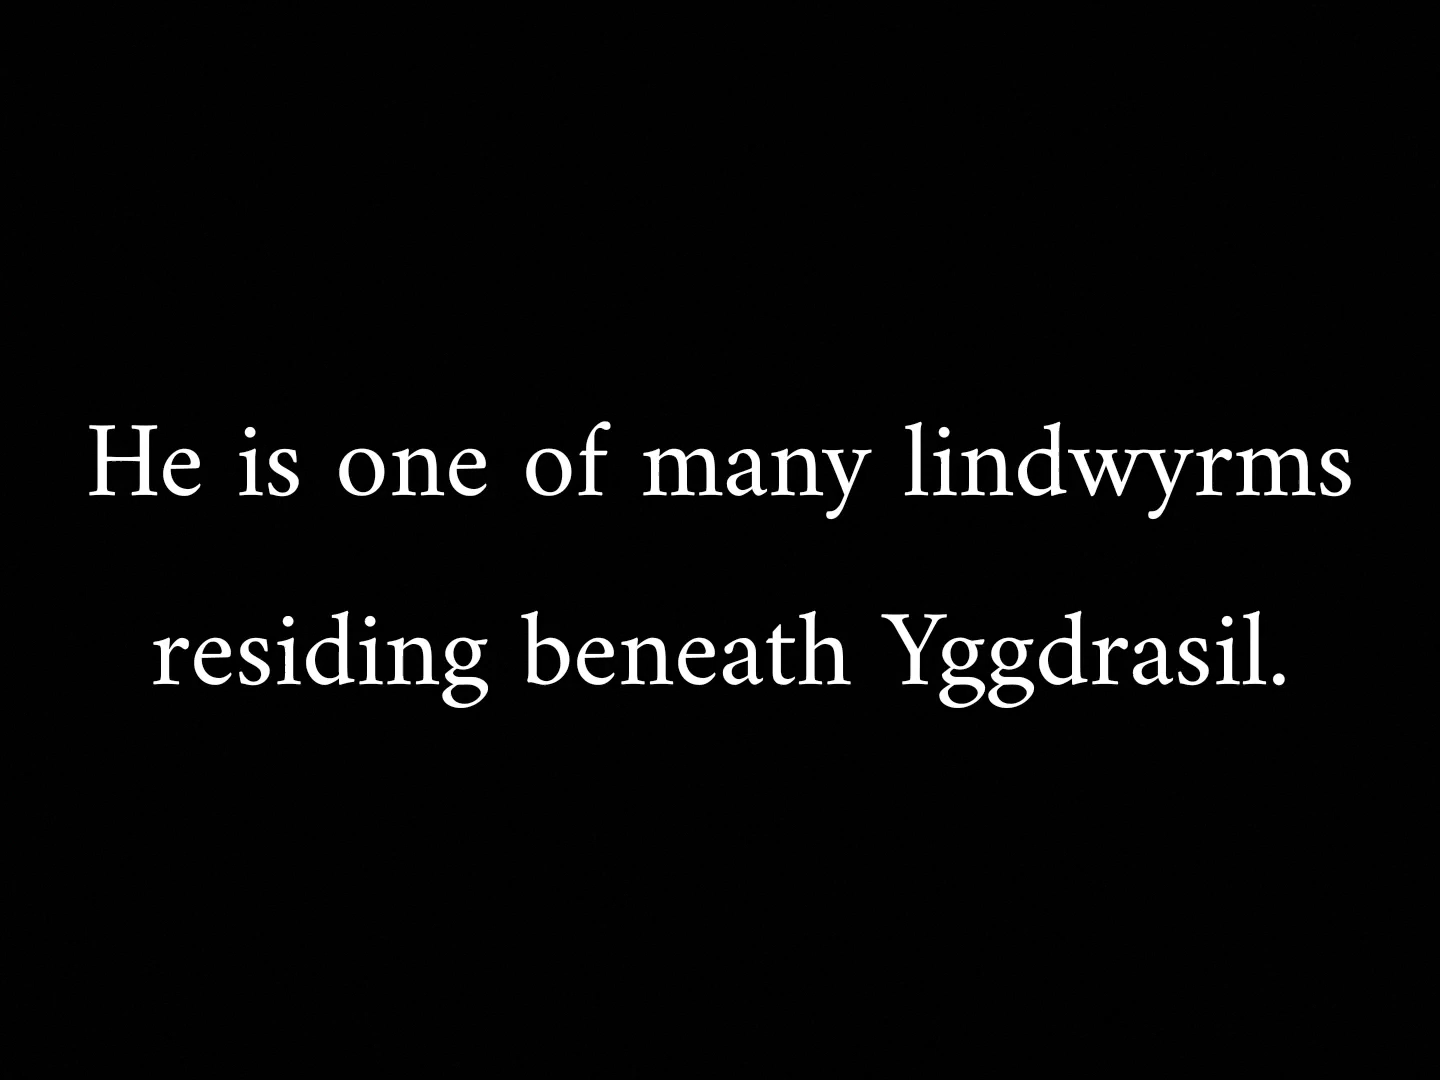 He is one of many lindwyrms
residing beneath Yggdrasil.